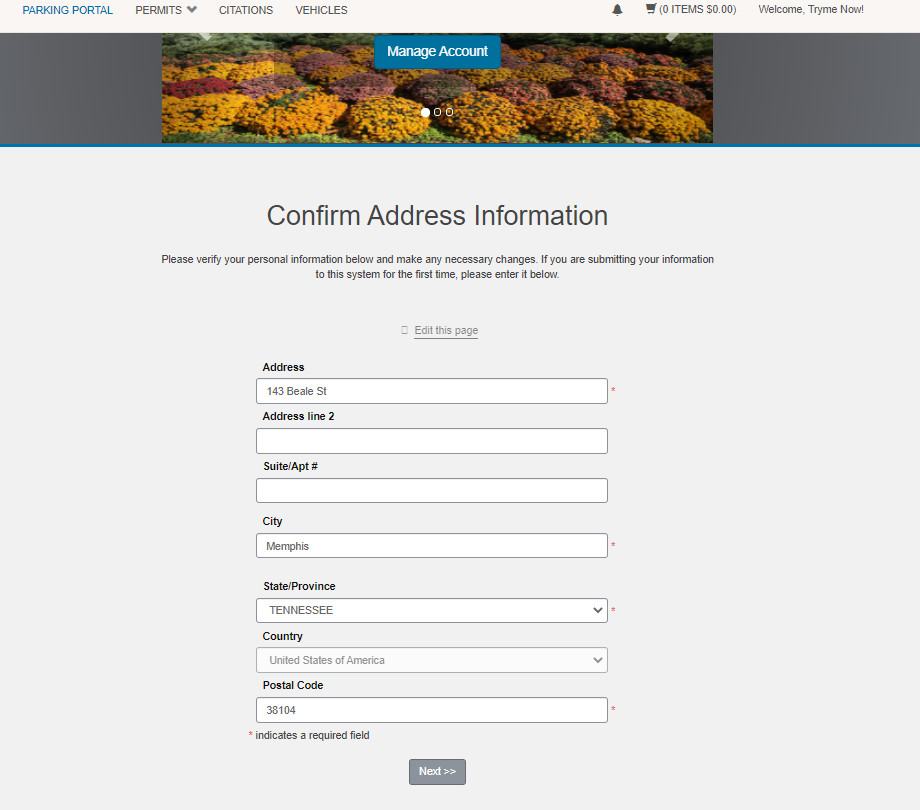 PARKING PORTAL PERMITS CITATIONS VEHICLES (0 ITEMS $0.00) Welcome, Tryme Now!
Manage Account
Confirm Address Information
Please verify your personal information below and make any necessary changes. If you are submitting your information
to this system for the first time, please enter it below.
Edit this page
Address
143 Beale St *
Address line 2
Suite/Apt #
City
Memphis *
State/Province
TENNESSEE *
Country
United States of America
Postal Code
38104 *
* indicates a required field
Next >>